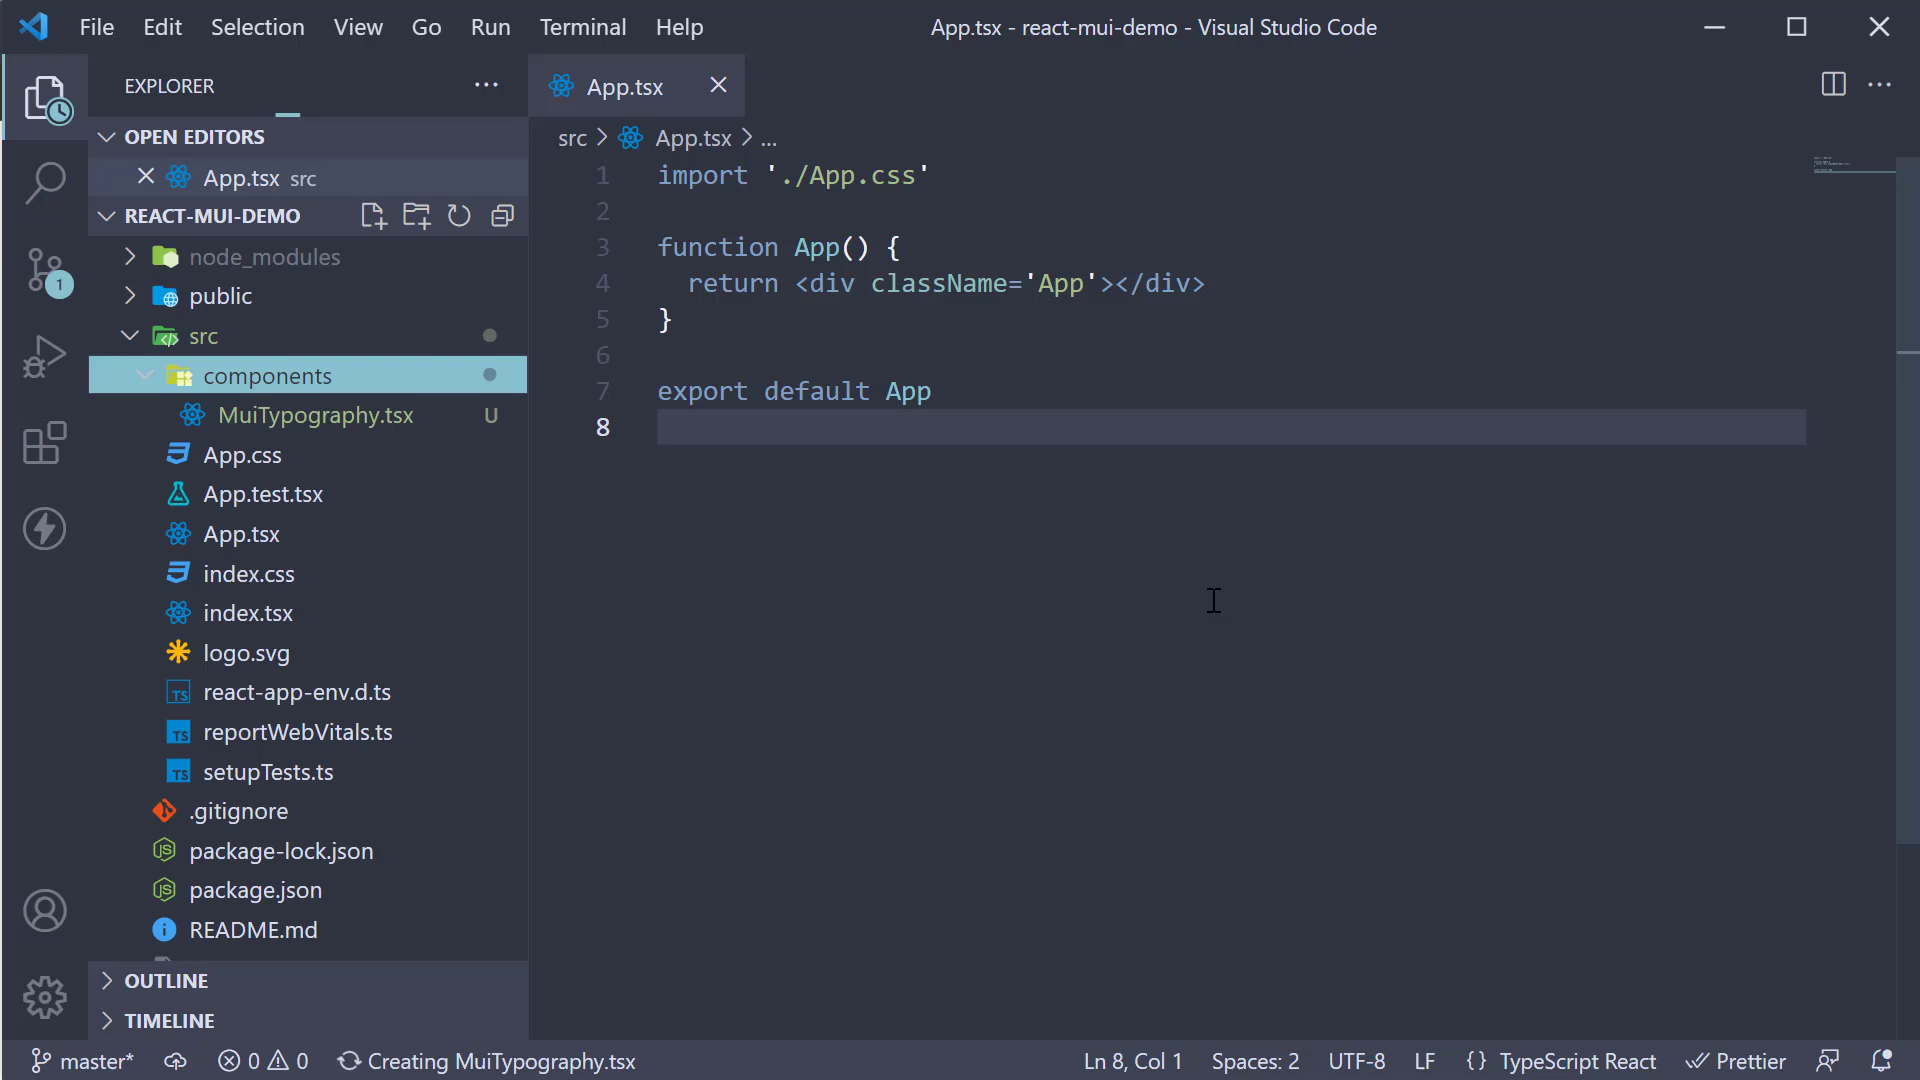 File Edit Selection View Go Run Terminal Help
App.tsx - react-mui-demo - Visual Studio Code
EXPLORER
OPEN EDITORS
App.tsx src
REACT-MUI-DEMO
node_modules
public
src
components
MuiTypography.tsx U
App.css
App.test.tsx
App.tsx
index.css
index.tsx
logo.svg
TS react-app-env.d.ts
TS reportWebVitals.ts
TS setupTests.ts
.gitignore
package-lock.json
package.json
README.md
OUTLINE
TIMELINE
1
App.tsx
src > App.tsx > ...
1 import './App.css'
2
3 function App() {
4 return <div className='App'></div>
5 }
6
7 export default App
8
master* 0 0 Creating MuiTypography.tsx
Ln 8, Col 1 Spaces: 2 UTF-8 LF {} TypeScript React Prettier